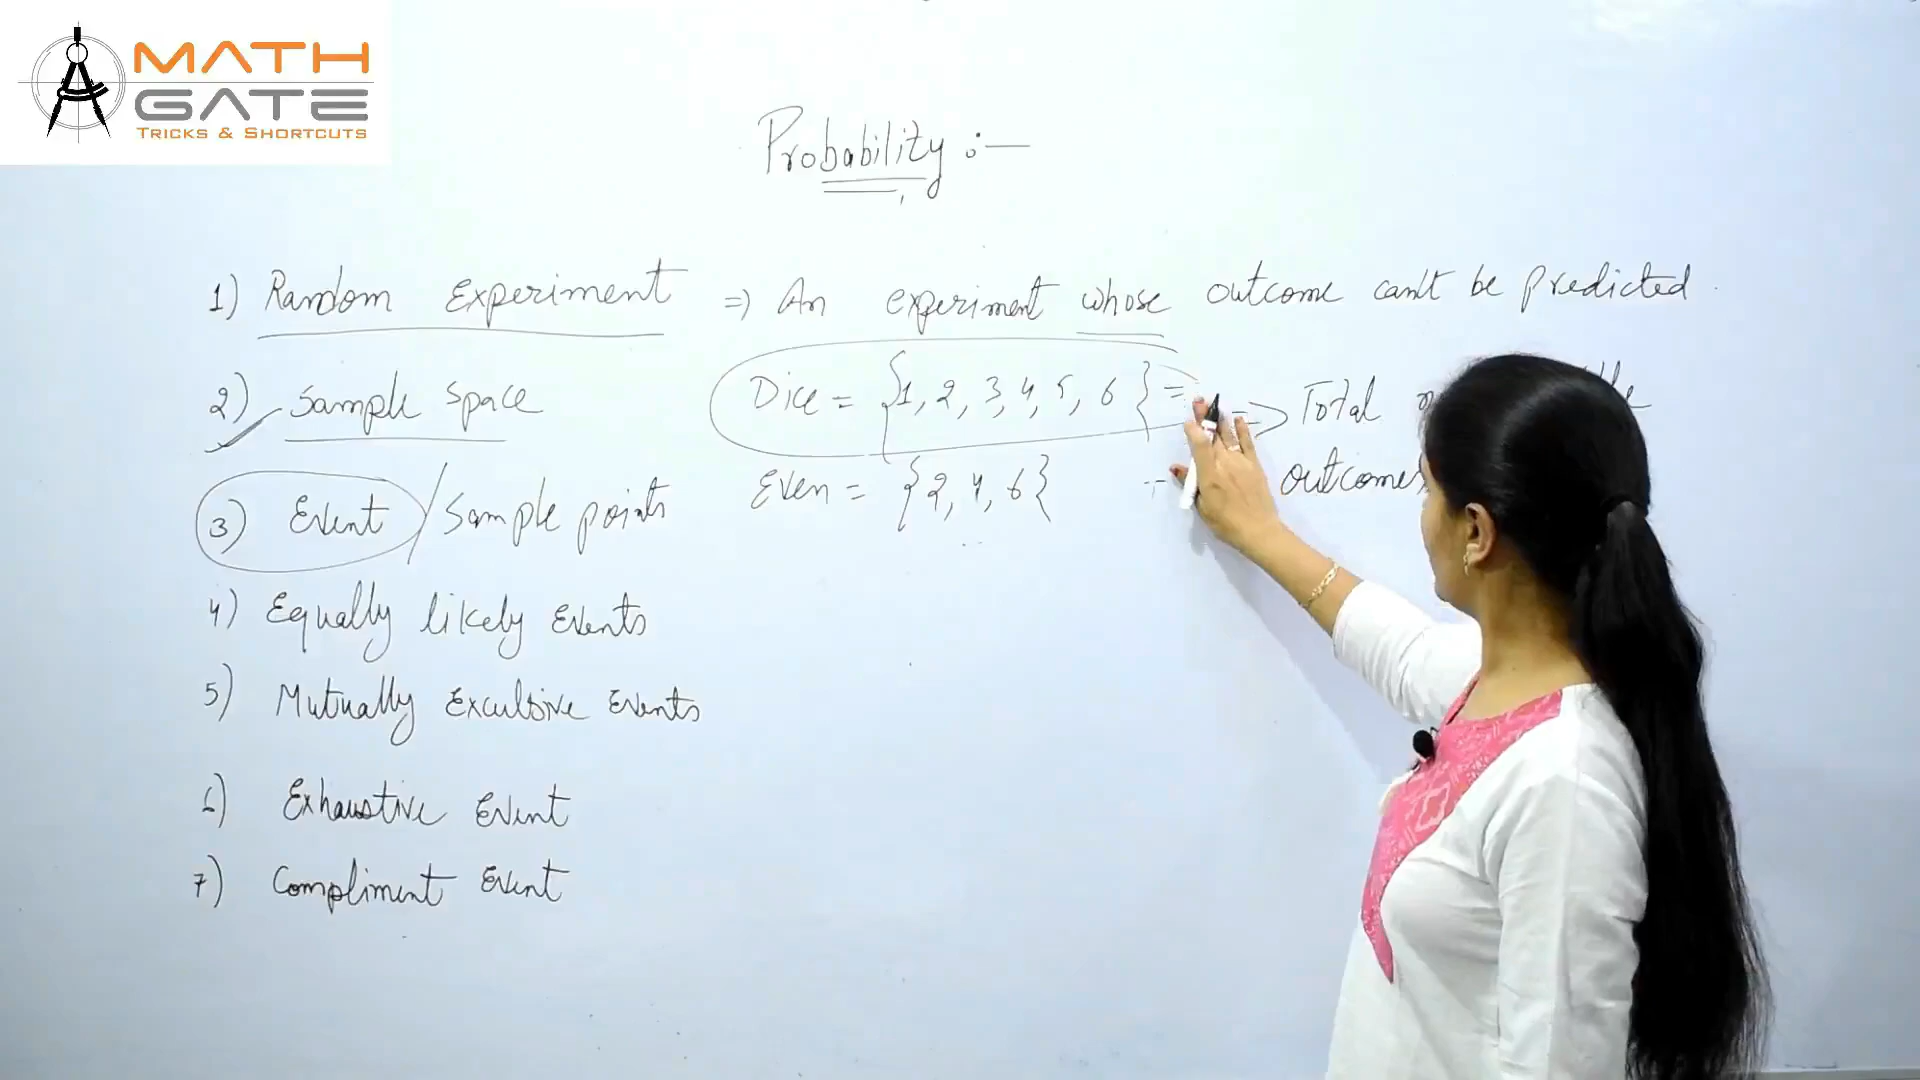 MATH
GATE
TRICKS & SHORTCUTS
Probability :—
1) Random Experiment => An experiment whose outcome can't be predicted
2) Sample space Dice = {1, 2, 3, 4, 5, 6} = => Total
outcomes
3) Event / Sample points Even = {2, 4, 6}
4) Equally likely Events
5) Mutually Excultive Events
6) Exhaustive Event
7) Compliment Event